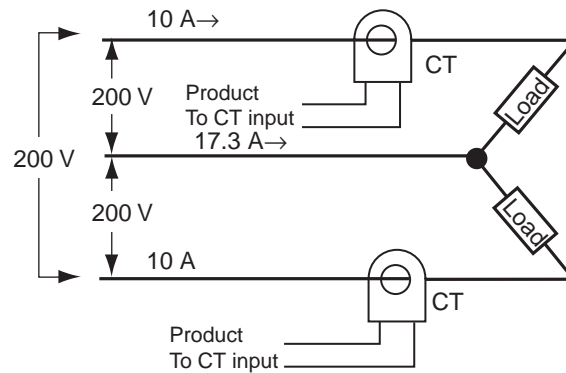 10 A→
CT
200 V
Product
To CT input
Load
17.3 A→
200 V
200 V
Load
10 A
CT
Product
To CT input